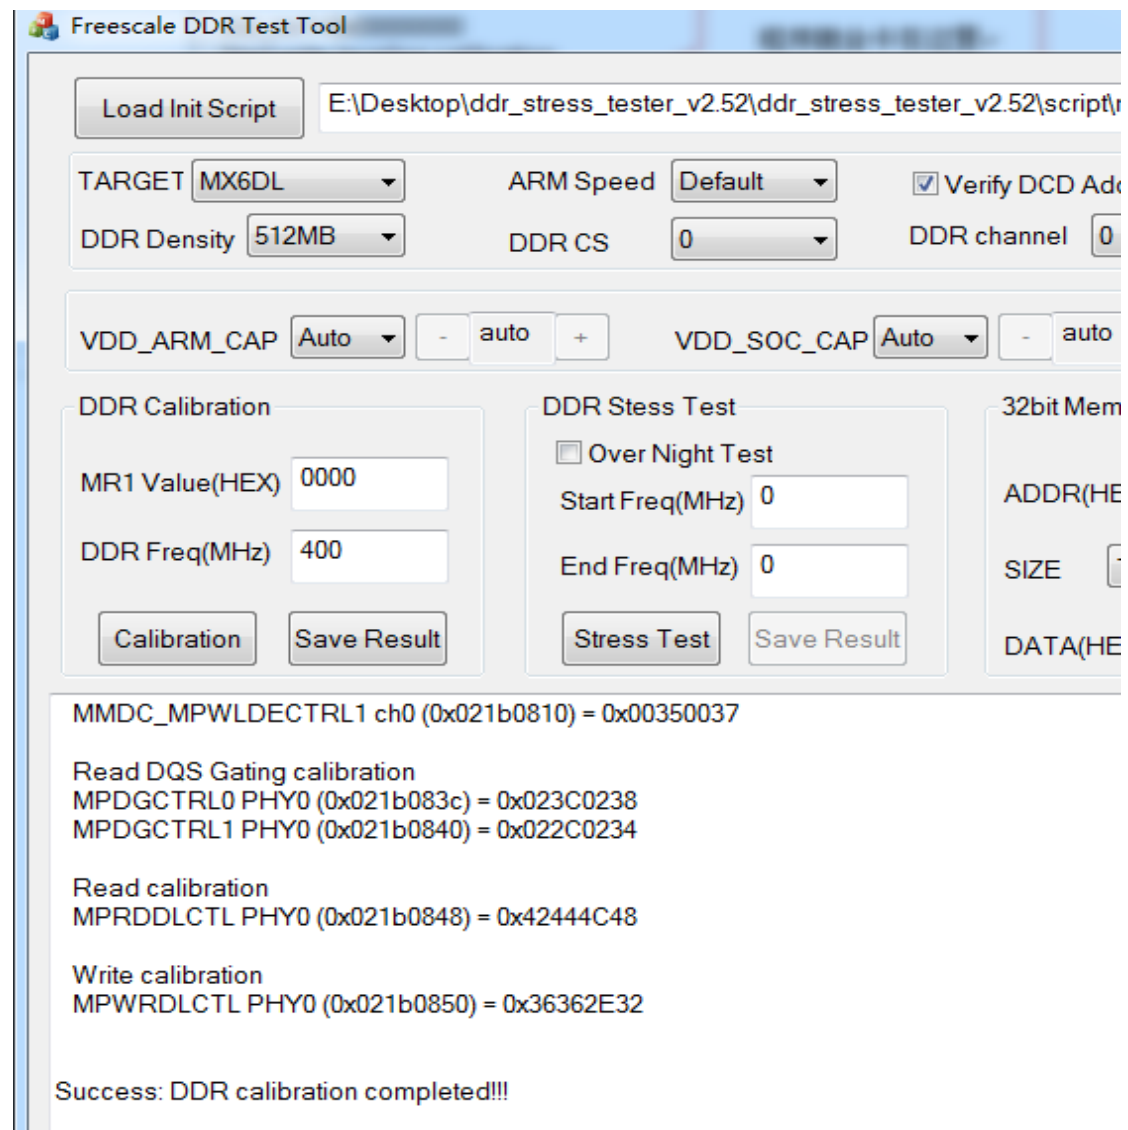 Freescale DDR Test Tool
Load Init Script E:\Desktop\ddr_stress_tester_v2.52\ddr_stress_tester_v2.52\script\
TARGET MX6DL ARM Speed Default Verify DCD
DDR Density 512MB DDR CS 0 DDR channel 0
VDD_ARM_CAP Auto - auto + VDD_SOC_CAP Auto - auto
DDR Calibration DDR Stess Test 32bit
Over Night Test
MR1 Value(HEX) 0000 Start Freq(MHz) 0 ADDR(HE
DDR Freq(MHz) 400 End Freq(MHz) 0 SIZE
Calibration Save Result Stress Test Save Result DATA(HE
MMDC_MPWLDECTRL1 ch0 (0x021b0810) = 0x00350037
Read DQS Gating calibration
MPDGCTRL0 PHY0 (0x021b083c) = 0x023C0238
MPDGCTRL1 PHY0 (0x021b0840) = 0x022C0234
Read calibration
MPRDDLCTL PHY0 (0x021b0848) = 0x42444C48
Write calibration
MPWRDLCTL PHY0 (0x021b0850) = 0x36362E32
Success: DDR calibration completed!!!